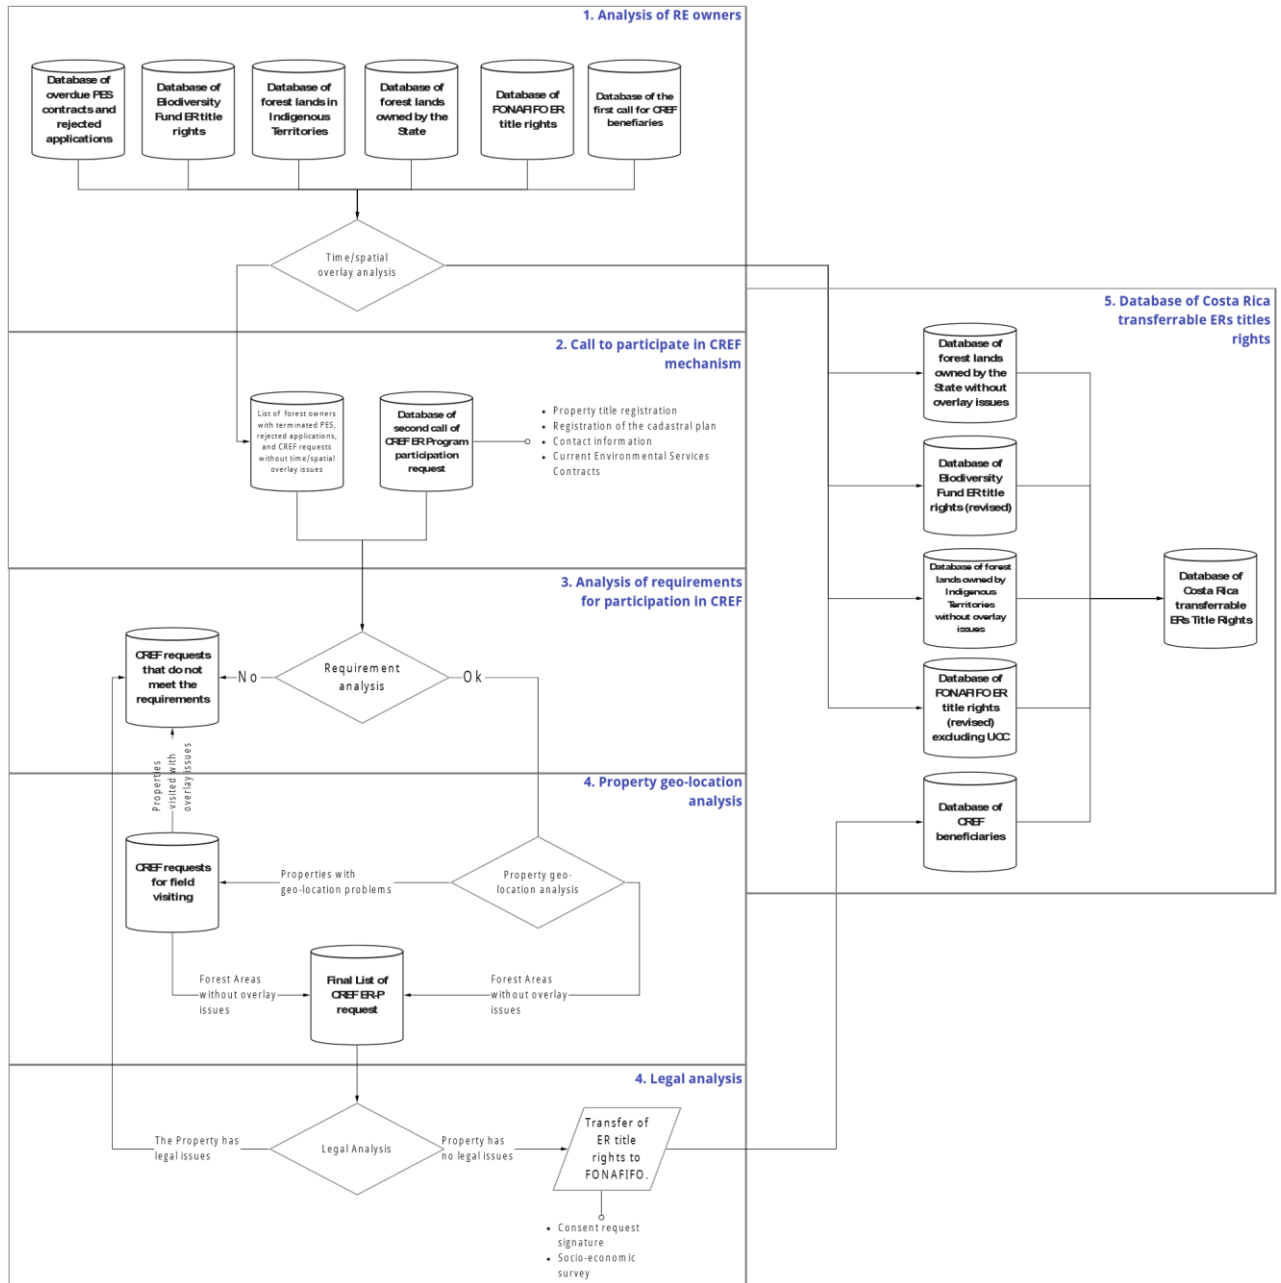 1. Analysis of RE owners
Database of
overdue PES
contracts and
rejected
applications
Database of
Biodiversity
Fund ER title
rights
Database of
forest lands in
Indigenous
Territories
Database of
forest lands
owned by the
State
Database of
FONAFIFO ER
title rights
Database of the
first call for CREF
benefiaries
Time/spatial
overlay analysis
2. Call to participate in CREF
mechanism
List of forest owners
with terminated PES,
rejected applications,
and CREF requests
without time/spatial
overlay issues
Database of
second call of
CREF ER Program
participation
request
• Property title registration
• Registration of the cadastral plan
• Contact information
• Current Environmental Services
Contracts
3. Analysis of requirements
for participation in CREF
CREF requests
that do not
meet the
requirements
No
Requirement
analysis
Ok
Properties
visited with
overlay issues
4. Property geo-location
analysis
CREF requests
for field
visiting
Properties with
geo-location problems
Property geo-
location analysis
Forest Areas
without overlay
issues
Final List of
CREF ER-P
request
Forest Areas
without overlay
issues
4. Legal analysis
The Property has
legal issues
Legal Analysis
Property has
no legal issues
Transfer of
ER title
rights to
FONAFIFO.
• Consent request
signature
• Socio-economic
survey
5. Database of Costa Rica
transferrable ERs titles
rights
Database of
forest lands
owned by the
State without
overlay issues
Database of
Biodiversity
Fund ER title
rights (revised)
Database of forest
lands owned by
Indigenous
Territories
without overlay
issues
Database of
FONAFIFO ER
title rights
(revised)
excluding UCC
Database of
CREF
beneficiaries
Database of
Costa Rica
transferrable
ERs Title Rights